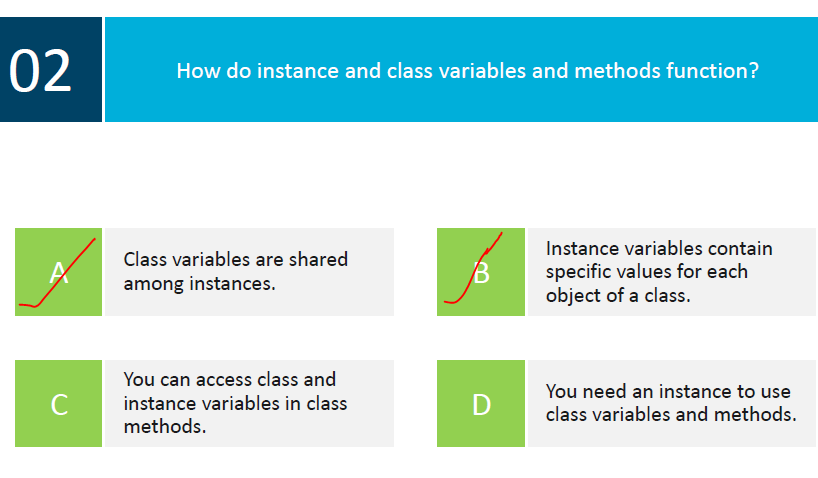 02
How do instance and class variables and methods function?
A
Class variables are shared
among instances.
B
Instance variables contain
specific values for each
object of a class.
C
You can access class and
instance variables in class
methods.
D
You need an instance to use
class variables and methods.